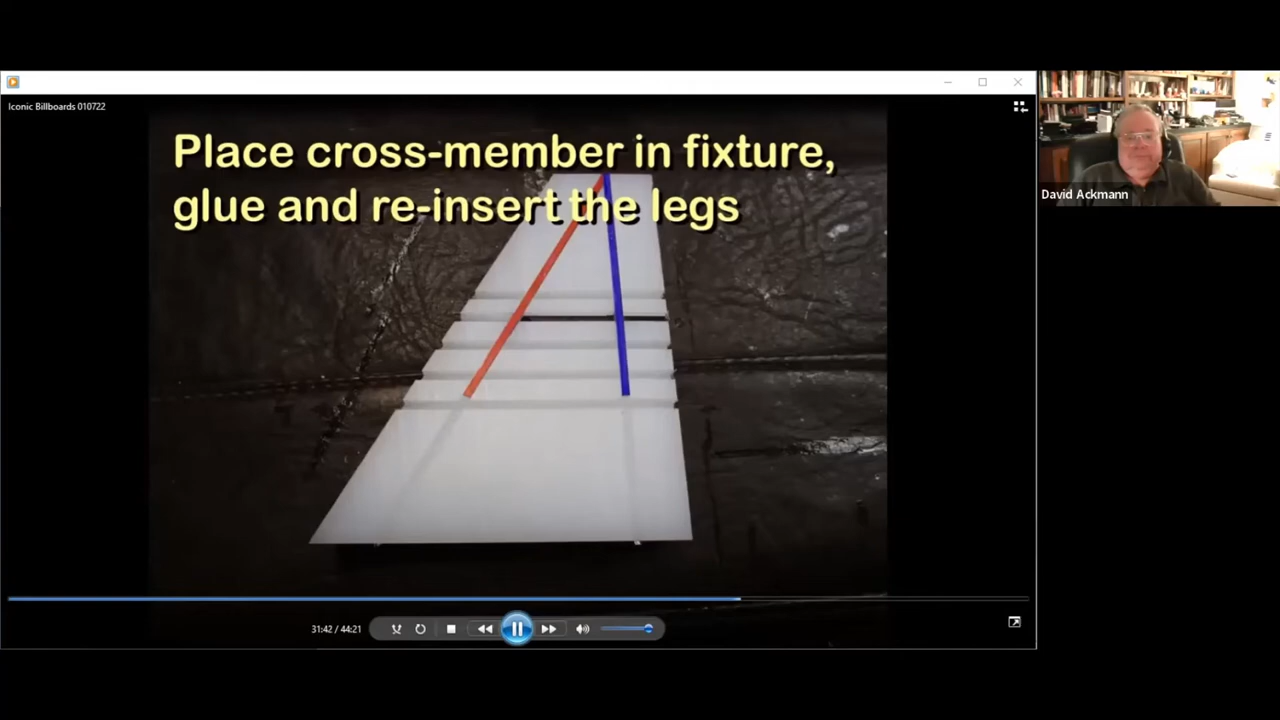 Iconic Billboards 010722
Place cross-member in fixture,
glue and re-insert the legs
David Ackmann
31:42 / 44:21